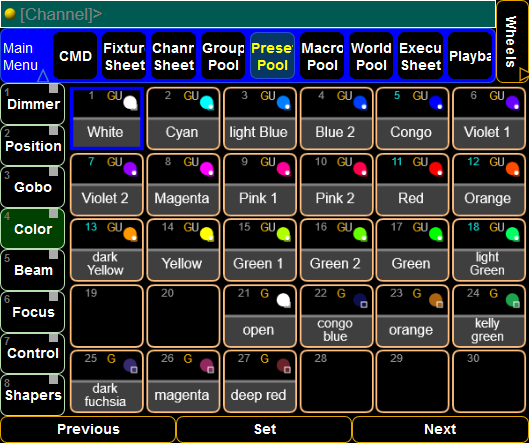 [Channel]>
Wheels
Main
Menu
CMD
Fixture
Sheet
Chann
Sheet
Group
Pool
Preset
Pool
Macro
Pool
World
Pool
Execu
Sheet
Playba
1
Dimmer
2
Position
3
Gobo
4
Color
5
Beam
6
Focus
7
Control
8
Shapers
1 GU
White
2 GU
Cyan
3 GU
light Blue
4 GU
Blue 2
5 GU
Congo
6 GU
Violet 1
7 GU
Violet 2
8 GU
Magenta
9 GU
Pink 1
10 GU
Pink 2
11 GU
Red
12 GU
Orange
13 GU
dark
Yellow
14 GU
Yellow
15 GU
Green 1
16 GU
Green 2
17 GU
Green
18 GU
light
Green
19
20
21 G
open
22 G
congo
blue
23 G
orange
24 G
kelly
green
25 G
dark
fuchsia
26 G
magenta
27 G
deep red
28
29
30
Previous
Set
Next